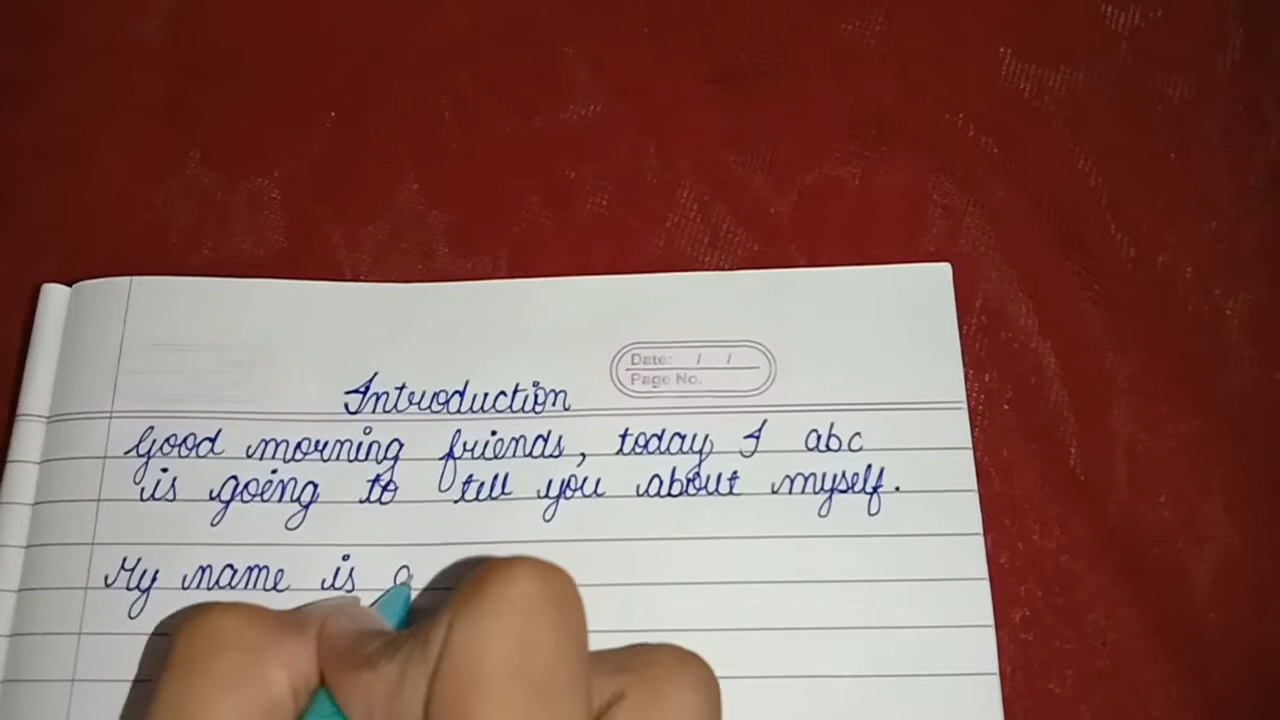 Date: / /
Page No.
Introduction
Good morning friends, today I abc
is going to tell you about myself.
My name is a